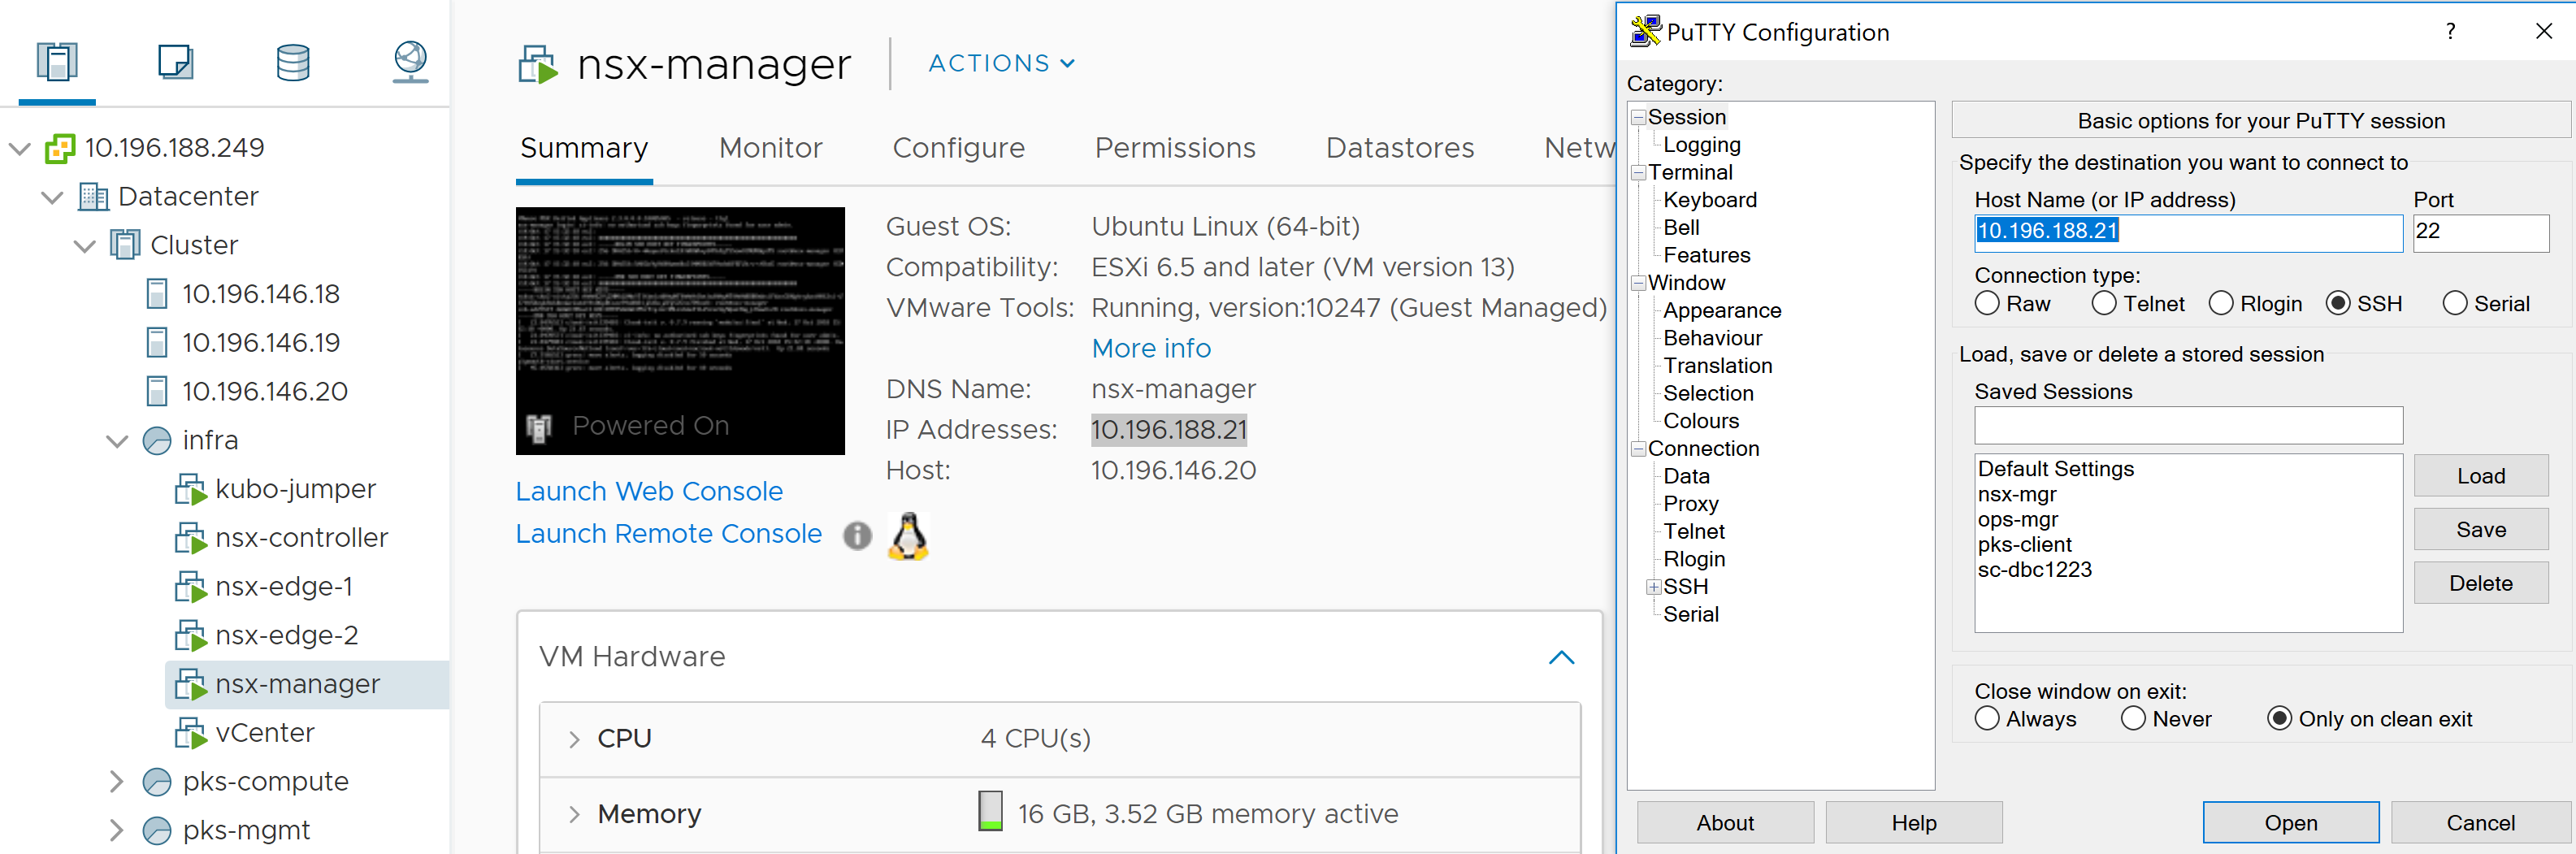 10.196.188.249
Datacenter
Cluster
10.196.146.18
10.196.146.19
10.196.146.20
infra
kubo-jumper
nsx-controller
nsx-edge-1
nsx-edge-2
nsx-manager
vCenter
pks-compute
pks-mgmt
nsx-manager
ACTIONS
Summary Monitor Configure Permissions Datastores Netw
Powered On
Launch Web Console
Launch Remote Console
Guest OS: Ubuntu Linux (64-bit)
Compatibility: ESXi 6.5 and later (VM version 13)
VMware Tools: Running, version:10247 (Guest Managed)
More info
DNS Name: nsx-manager
IP Addresses: 10.196.188.21
Host: 10.196.146.20
VM Hardware
CPU 4 CPU(s)
Memory 16 GB, 3.52 GB memory active
PuTTY Configuration ?
Category:
Session
Logging
Terminal
Keyboard
Bell
Features
Window
Appearance
Behaviour
Translation
Selection
Colours
Connection
Data
Proxy
Telnet
Rlogin
SSH
Serial
Basic options for your PuTTY session
Specify the destination you want to connect to
Host Name (or IP address) Port
10.196.188.21 22
Connection type:
Raw Telnet Rlogin SSH Serial
Load, save or delete a stored session
Saved Sessions
Default Settings
nsx-mgr
ops-mgr
pks-client
sc-dbc1223
Load
Save
Delete
Close window on exit:
Always Never Only on clean exit
About Help Open Cancel